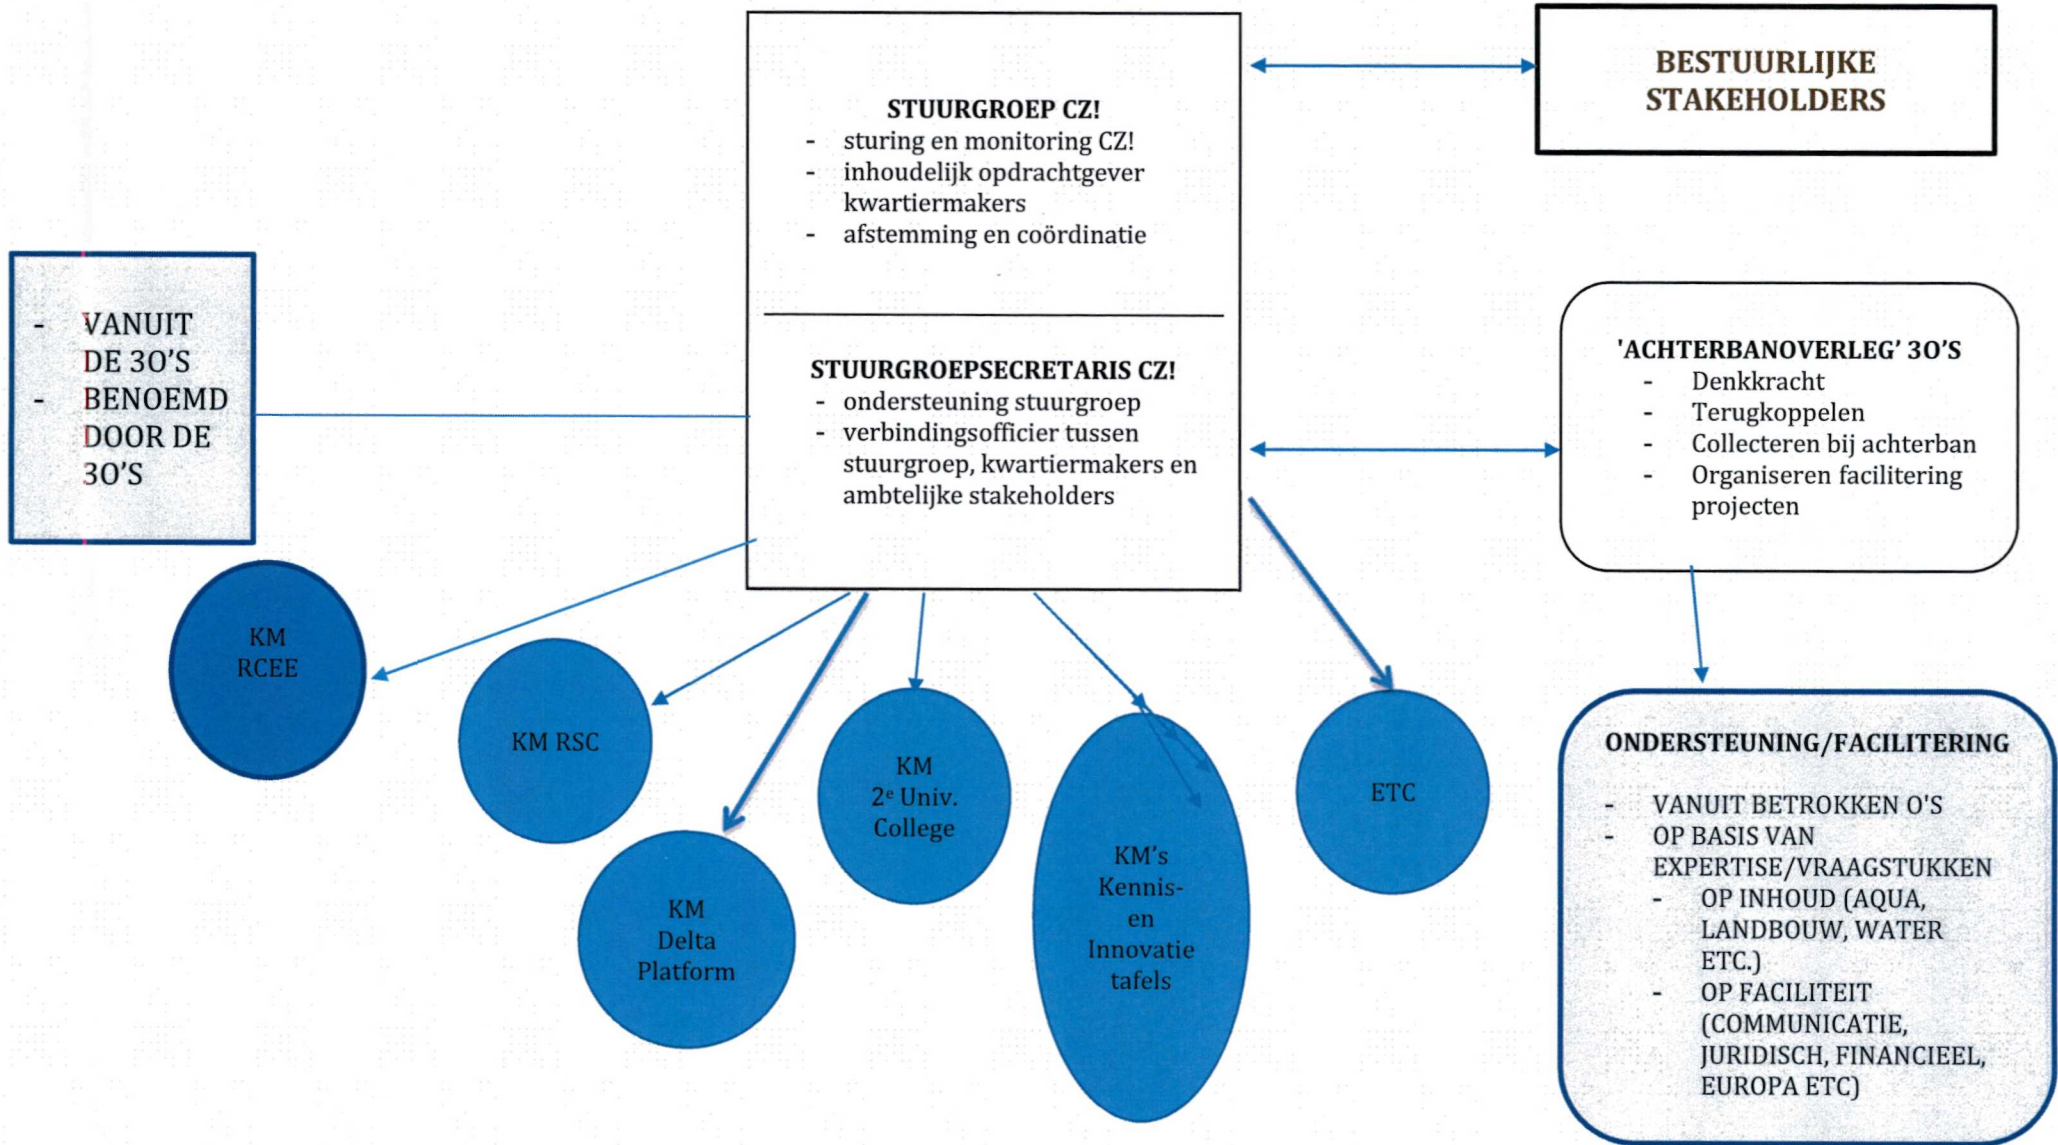 STUURGROEP CZ!
- sturing en monitoring CZ!
- inhoudelijk opdrachtgever
kwartiermakers
- afstemming en coördinatie
STUURGROEPSECRETARIS CZ!
- ondersteuning stuurgroep
- verbindingsofficier tussen
stuurgroep, kwartiermakers en
ambtelijke stakeholders
BESTUURLIJKE
STAKEHOLDERS
- VANUIT
DE 3O'S
- BENOEMD
DOOR DE
3O'S
'ACHTERBANOVERLEG' 3O'S
- Denkkracht
- Terugkoppelen
- Collecteren bij achterban
- Organiseren facilitering
projecten
KM
RCEE
KM RSC
KM
Delta
Platform
KM
2e Univ.
College
KM's
Kennis-
en
Innovatie
tafels
ETC
ONDERSTEUNING/FACILITERING
- VANUIT BETROKKEN O'S
- OP BASIS VAN
EXPERTISE/VRAAGSTUKKEN
- OP INHOUD (AQUA,
LANDBOUW, WATER
ETC.)
- OP FACILITEIT
(COMMUNICATIE,
JURIDISCH, FINANCIEEL,
EUROPA ETC)